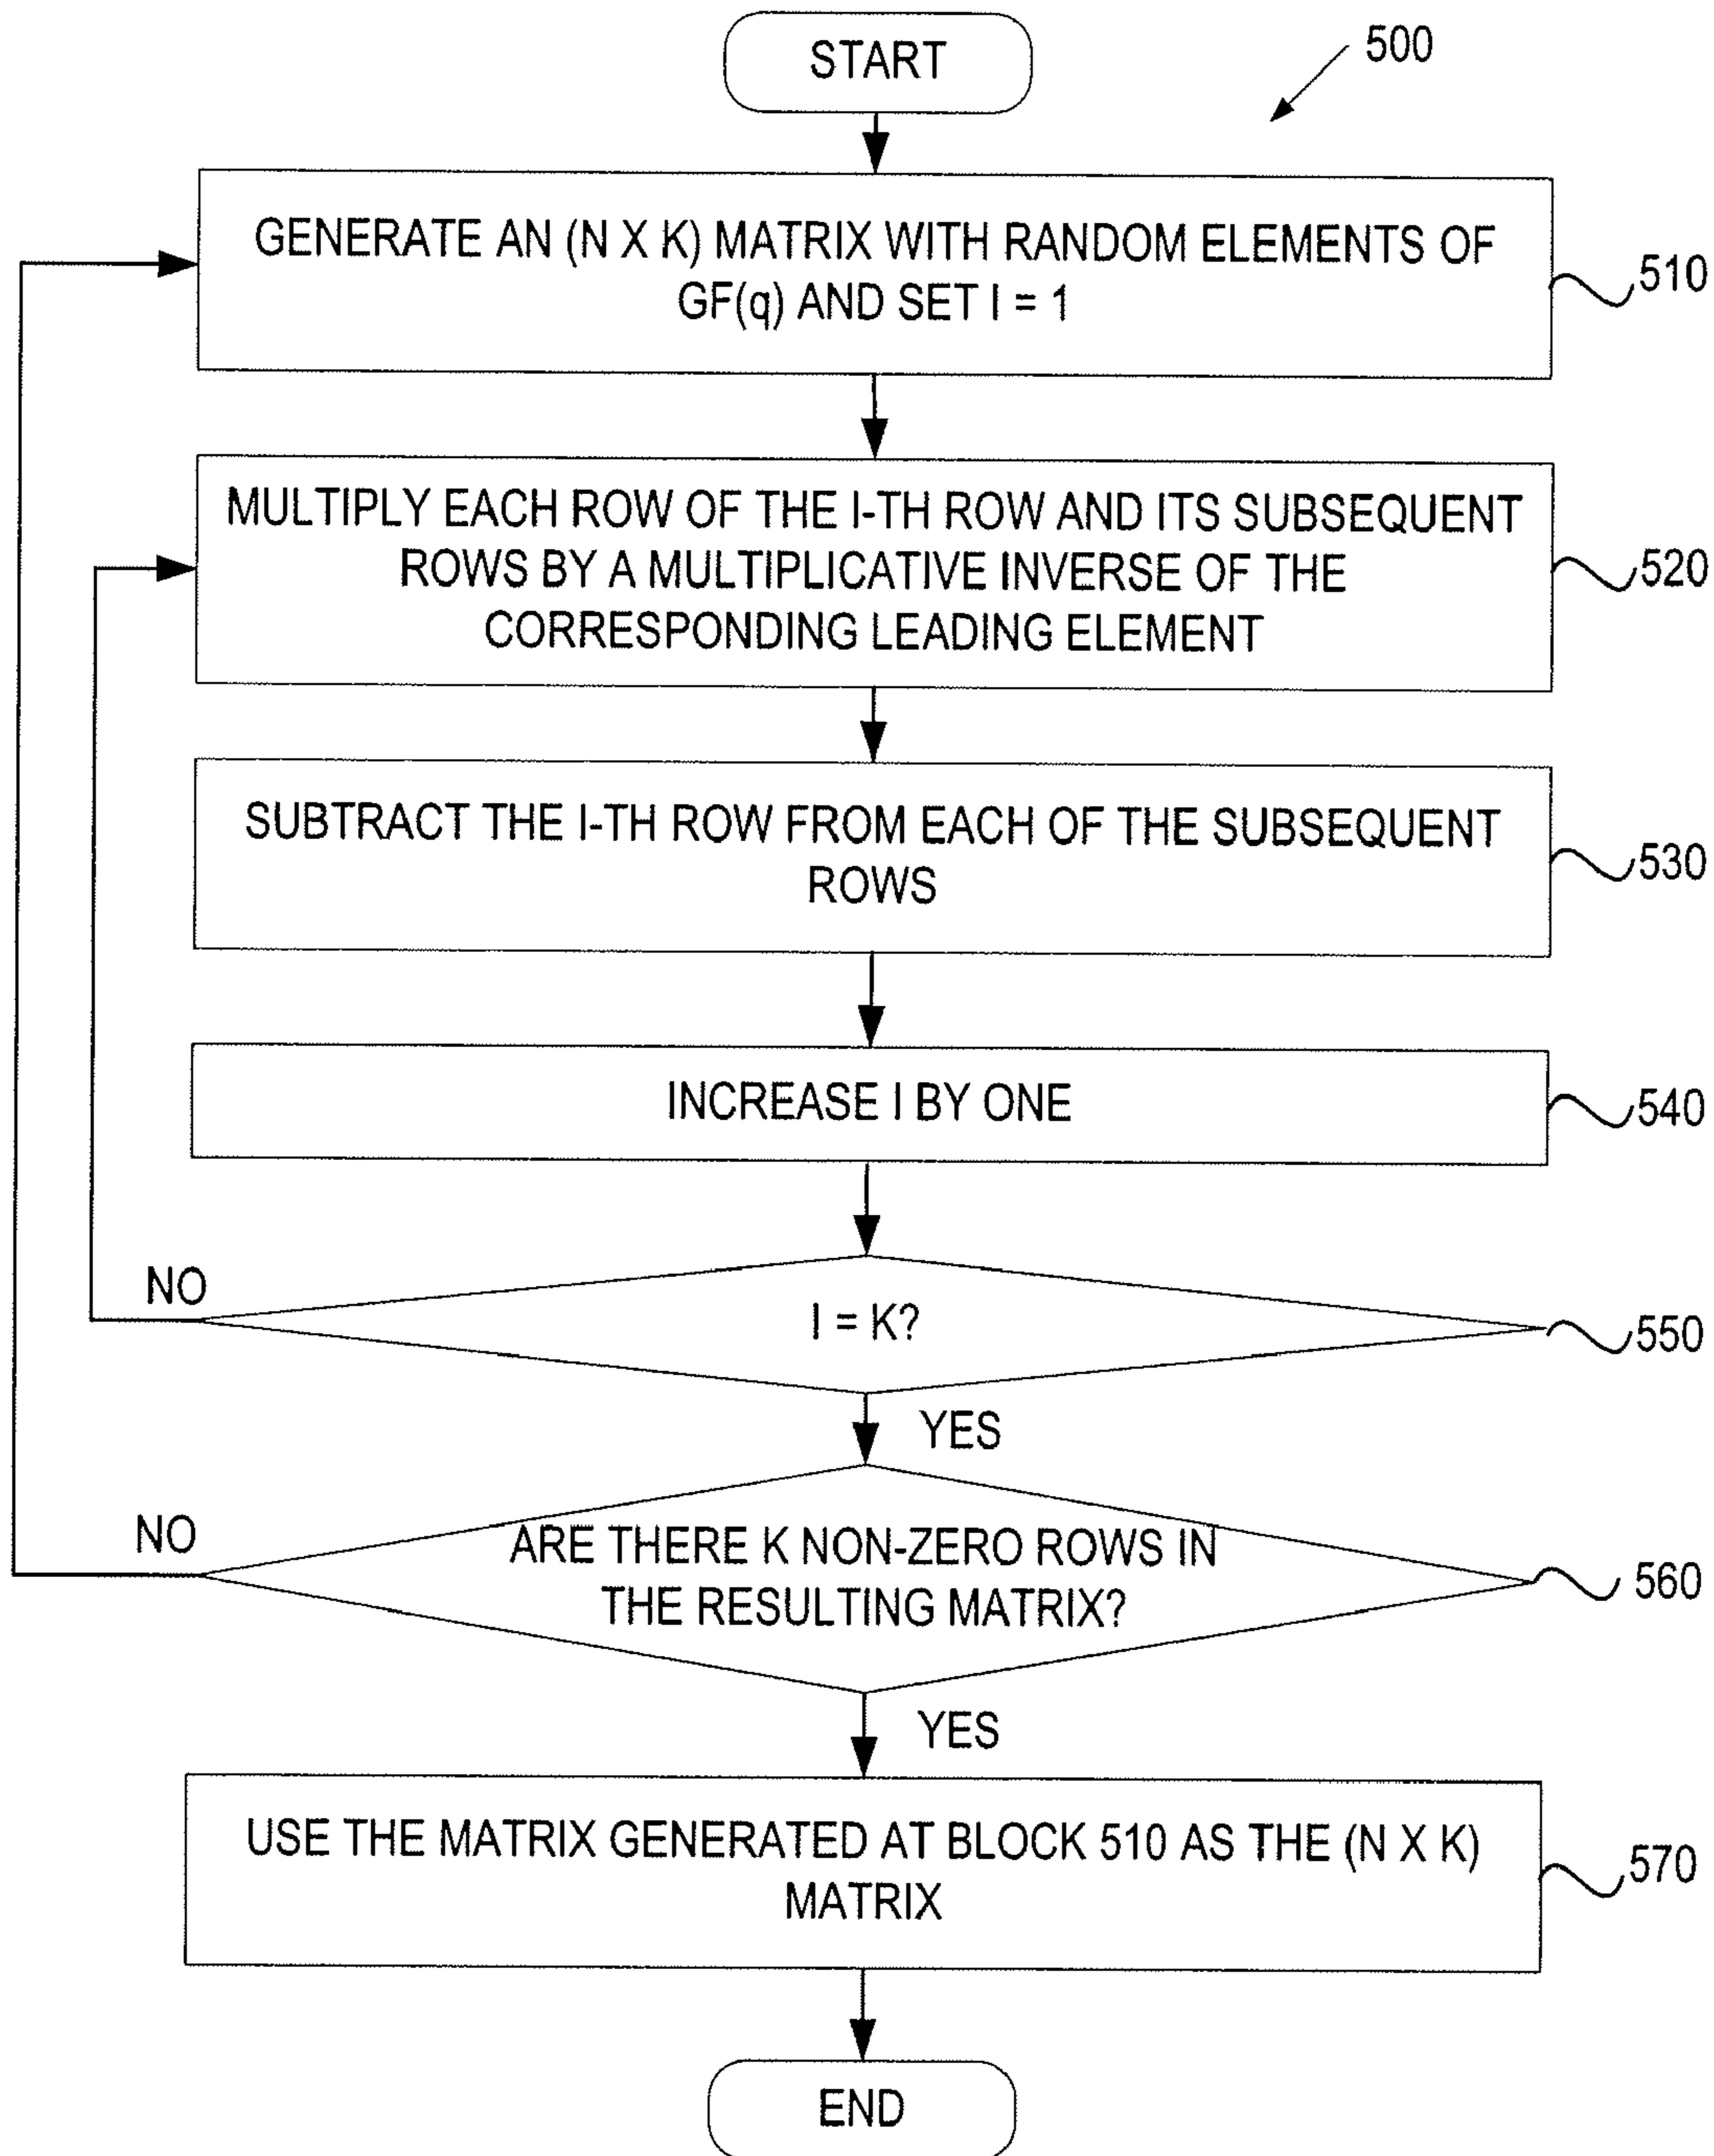 START
500
GENERATE AN (N X K) MATRIX WITH RANDOM ELEMENTS OF
GF(q) AND SET I = 1
510
MULTIPLY EACH ROW OF THE I-TH ROW AND ITS SUBSEQUENT
ROWS BY A MULTIPLICATIVE INVERSE OF THE
CORRESPONDING LEADING ELEMENT
520
SUBTRACT THE I-TH ROW FROM EACH OF THE SUBSEQUENT
ROWS
530
INCREASE I BY ONE
540
NO
I = K?
550
YES
NO
ARE THERE K NON-ZERO ROWS IN
THE RESULTING MATRIX?
560
YES
USE THE MATRIX GENERATED AT BLOCK 510 AS THE (N X K)
MATRIX
570
END